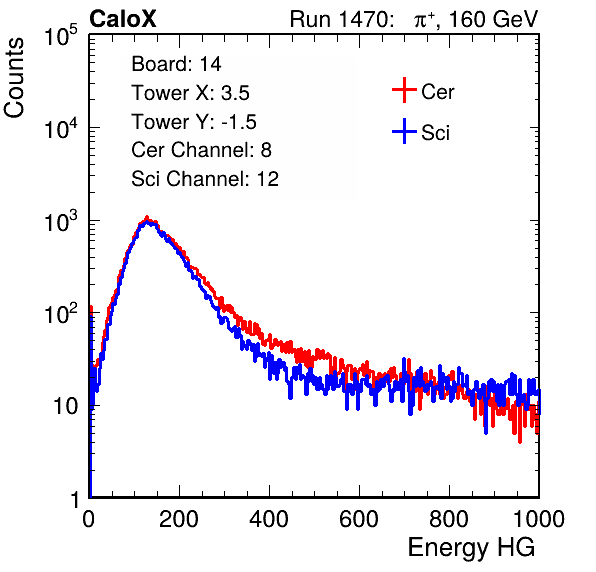 CaloX Run 1470: π⁺, 160 GeV
Counts
Board: 14
Tower X: 3.5
Tower Y: -1.5
Cer Channel: 8
Sci Channel: 12
Cer
Sci
10⁵
10⁴
10³
10²
10
1
0 200 400 600 800 1000
Energy HG